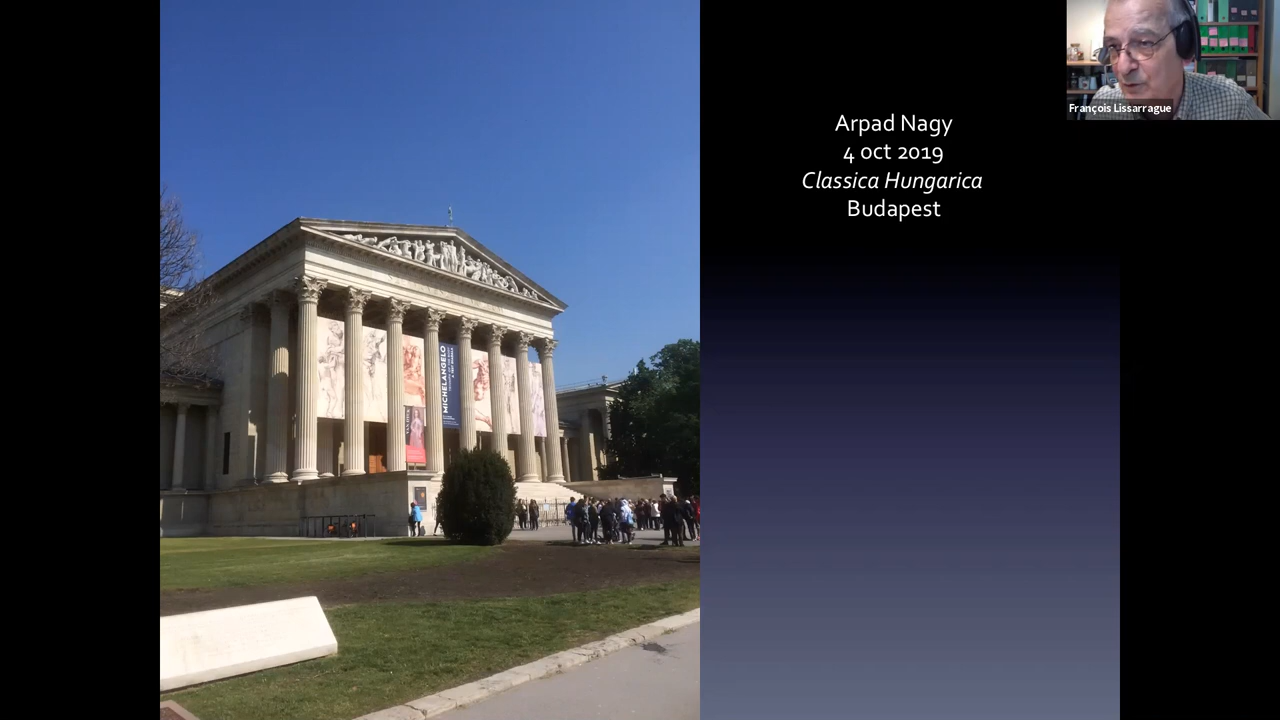 Arpad Nagy
4 oct 2019
Classica Hungarica
Budapest
François Lissarrague
MICHELANGELO